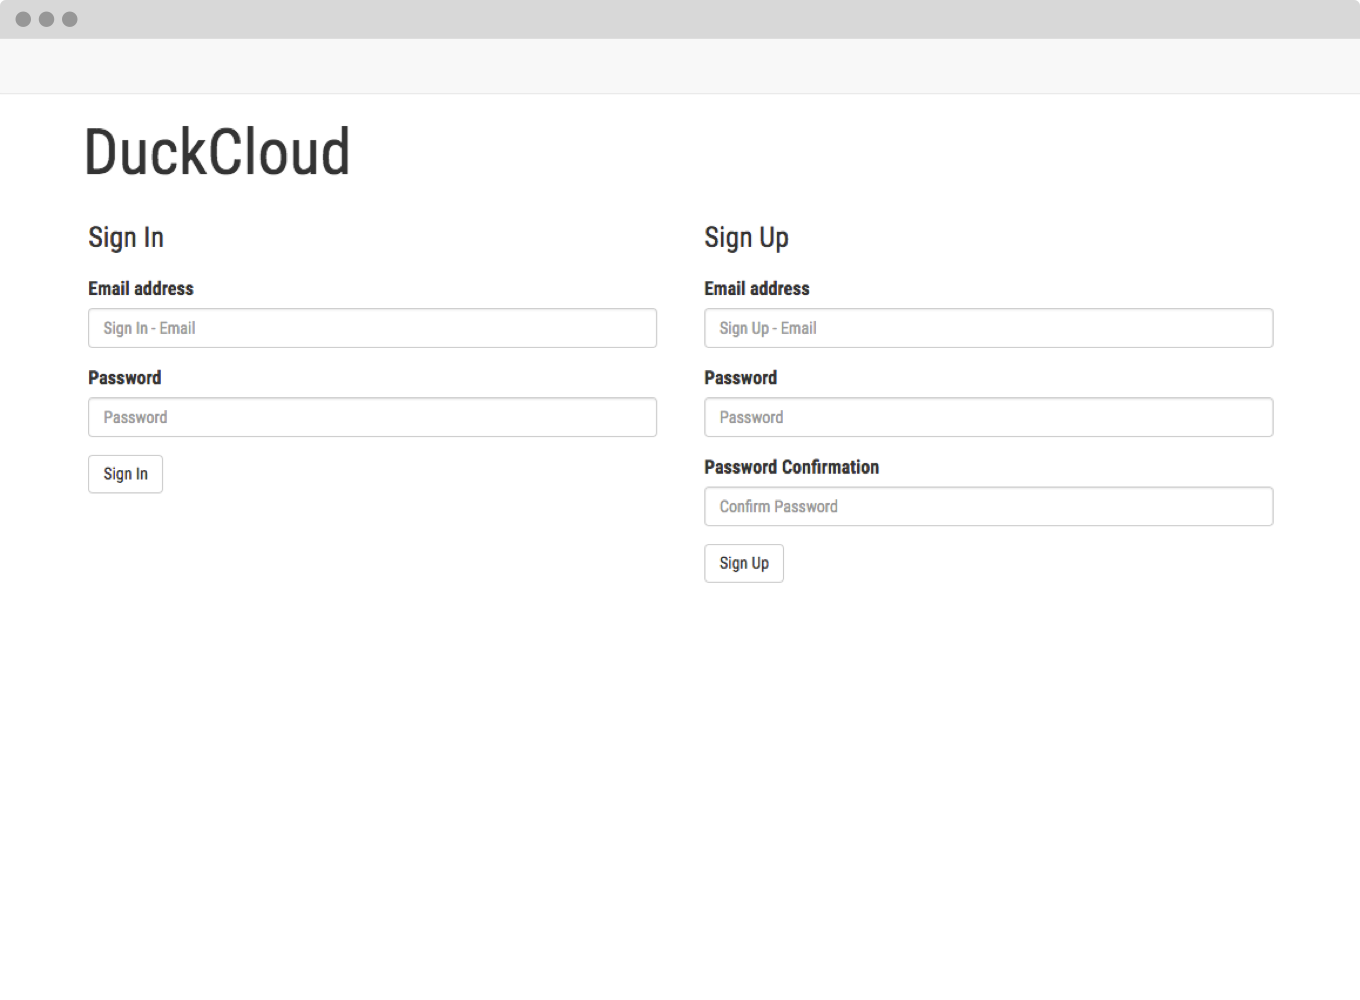 DuckCloud
Sign In
Email address
Sign In - Email
Password
Password
Sign In
Sign Up
Email address
Sign Up - Email
Password
Password
Password Confirmation
Confirm Password
Sign Up